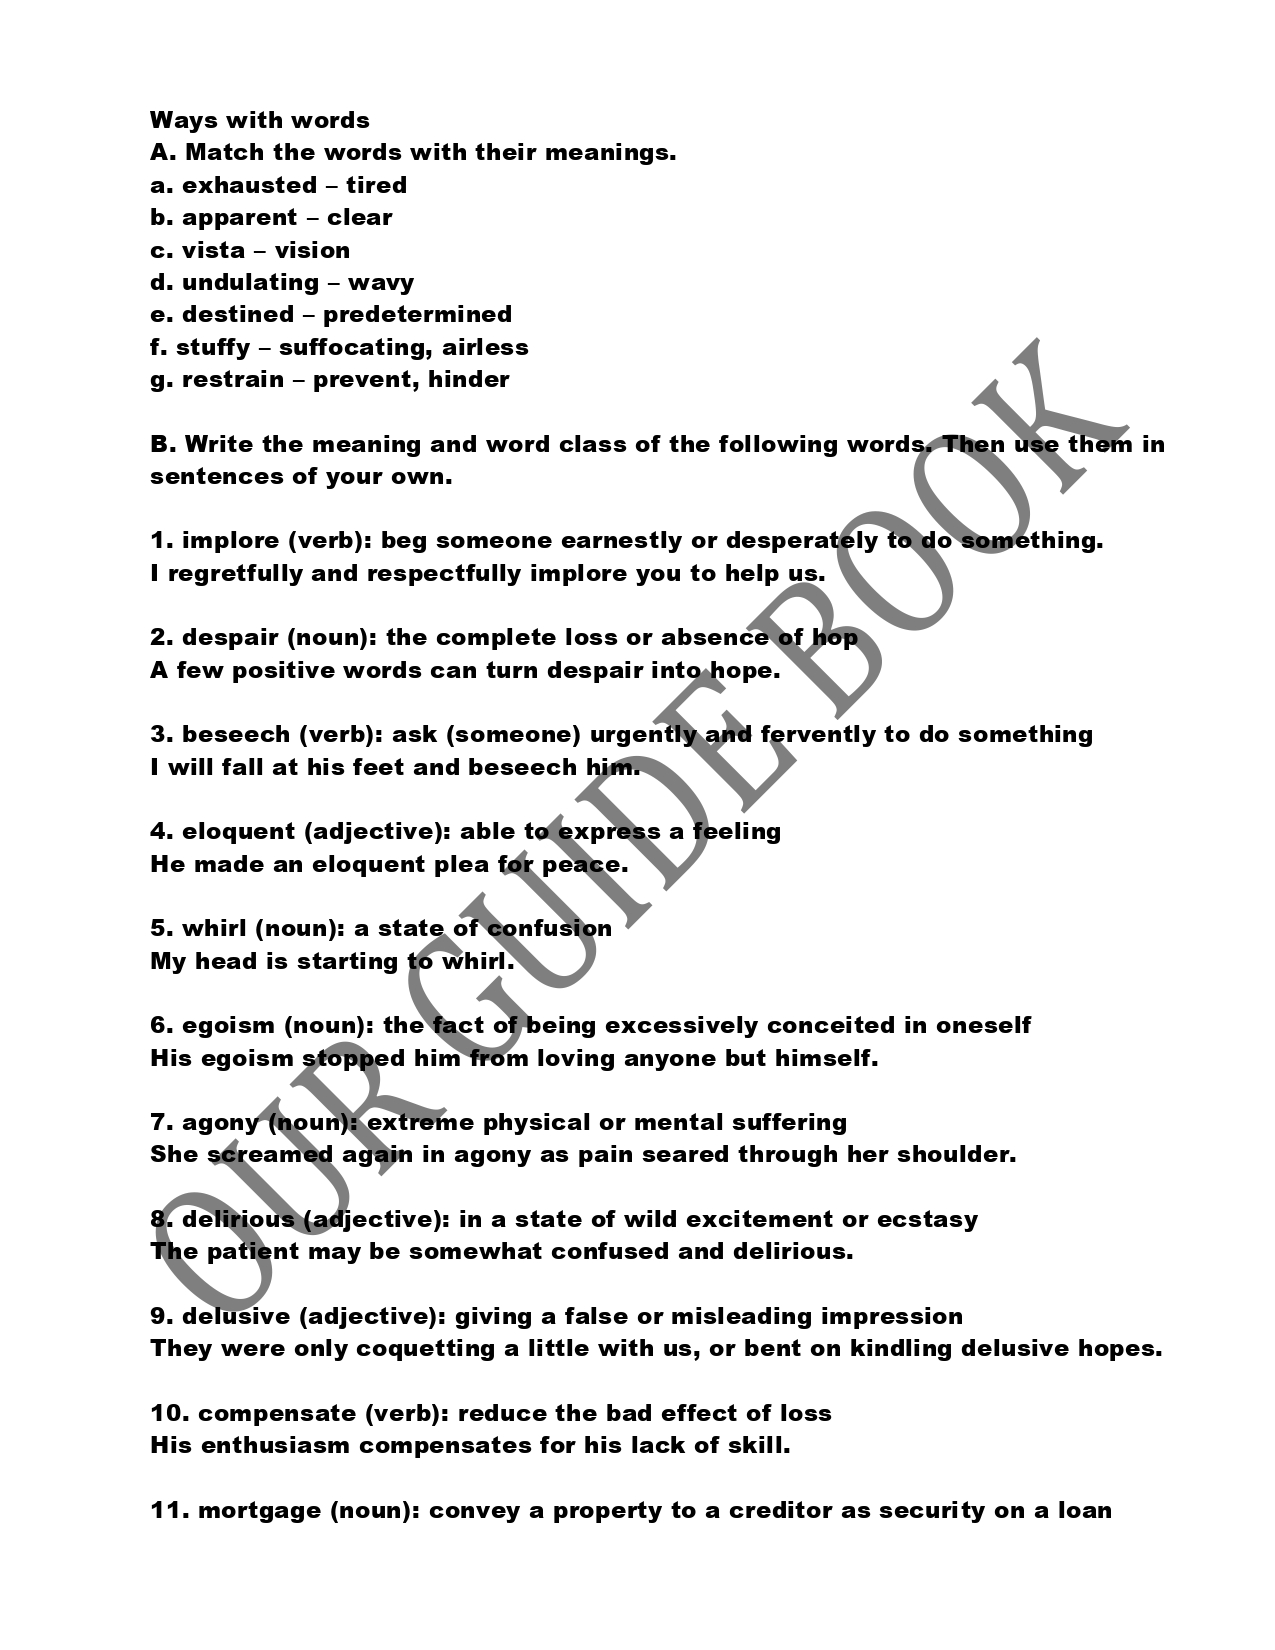 Ways with words
A. Match the words with their meanings.
a. exhausted – tired
b. apparent – clear
c. vista – vision
d. undulating – wavy
e. destined – predetermined
f. stuffy – suffocating, airless
g. restrain – prevent, hinder
B. Write the meaning and word class of the following words. Then use them in
sentences of your own.
1. implore (verb): beg someone earnestly or desperately to do something.
I regretfully and respectfully implore you to help us.
2. despair (noun): the complete loss or absence of hop
A few positive words can turn despair into hope.
3. beseech (verb): ask (someone) urgently and fervently to do something
I will fall at his feet and beseech him.
4. eloquent (adjective): able to express a feeling
He made an eloquent plea for peace.
5. whirl (noun): a state of confusion
My head is starting to whirl.
6. egoism (noun): the fact of being excessively conceited in oneself
His egoism stopped him from loving anyone but himself.
7. agony (noun): extreme physical or mental suffering
She screamed again in agony as pain seared through her shoulder.
8. delirious (adjective): in a state of wild excitement or ecstasy
The patient may be somewhat confused and delirious.
9. delusive (adjective): giving a false or misleading impression
They were only coquetting a little with us, or bent on kindling delusive hopes.
10. compensate (verb): reduce the bad effect of loss
His enthusiasm compensates for his lack of skill.
11. mortgage (noun): convey a property to a creditor as security on a loan
OUR GUIDE BOOK